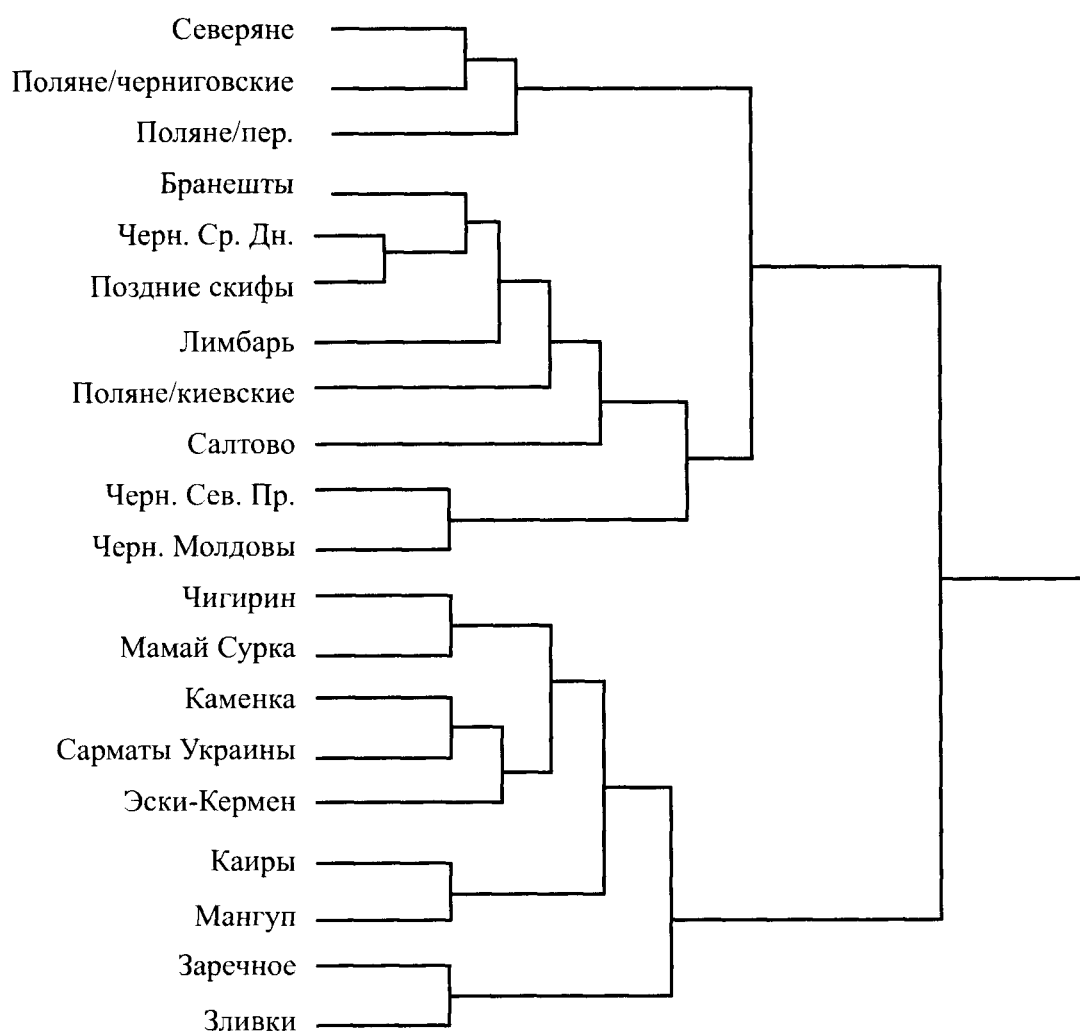 Северяне
Поляне/черниговские
Поляне/пер.
Бранешты
Черн. Ср. Дн.
Поздние скифы
Лимбарь
Поляне/киевские
Салтово
Черн. Сев. Пр.
Черн. Молдовы
Чигирин
Мамай Сурка
Каменка
Сарматы Украины
Эски-Кермен
Каиры
Мангуп
Заречное
Зливки